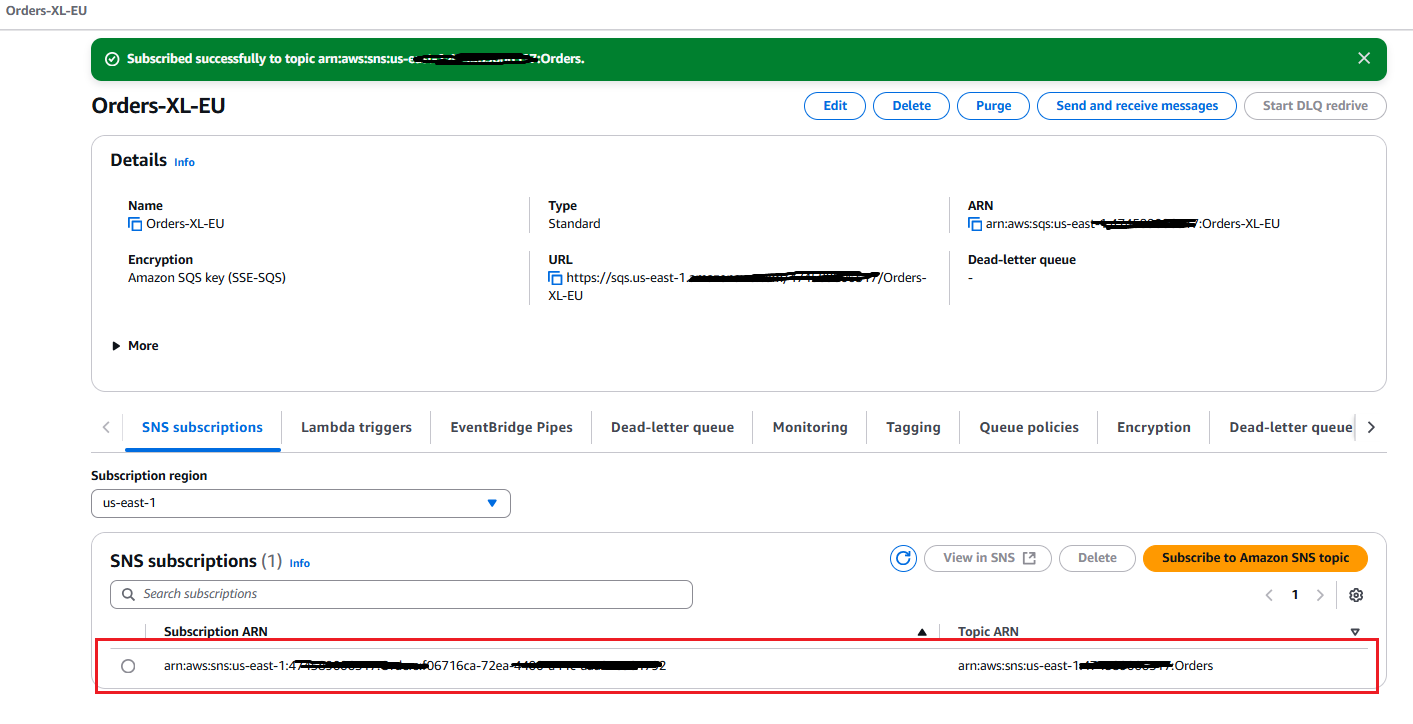 Orders-XL-EU
Subscribed successfully to topic arn:aws:sns:us-e :Orders.
Orders-XL-EU
Edit
Delete
Purge
Send and receive messages
Start DLQ redrive
Details Info
Name
Orders-XL-EU
Type
Standard
ARN
arn:aws:sqs:us-east- :Orders-XL-EU
Encryption
Amazon SQS key (SSE-SQS)
URL
https://sqs.us-east-1. /Orders-
XL-EU
Dead-letter queue
-
More
SNS subscriptions
Lambda triggers
EventBridge Pipes
Dead-letter queue
Monitoring
Tagging
Queue policies
Encryption
Dead-letter queue
Subscription region
us-east-1
SNS subscriptions (1) Info
View in SNS
Delete
Subscribe to Amazon SNS topic
Search subscriptions
1
Subscription ARN
Topic ARN
arn:aws:sns:us-east-1: f06716ca-72ea-
arn:aws:sns:us-east-1: :Orders